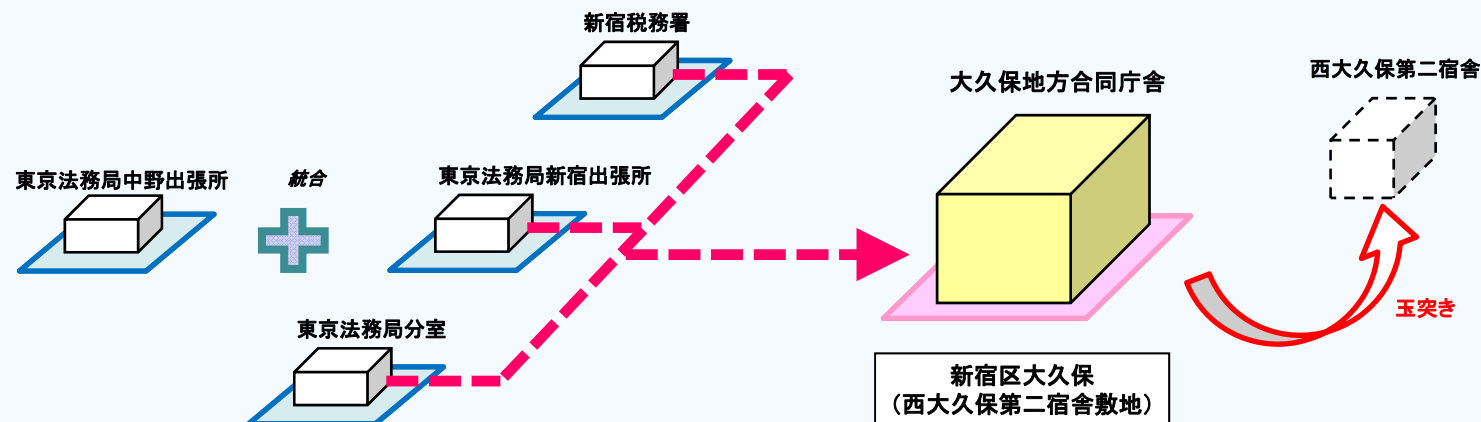 新宿税務署
大久保地方合同庁舎
西大久保第二宿舎
東京法務局中野出張所
統合
東京法務局新宿出張所
玉突き
東京法務局分室
新宿区大久保
(西大久保第二宿舎敷地)